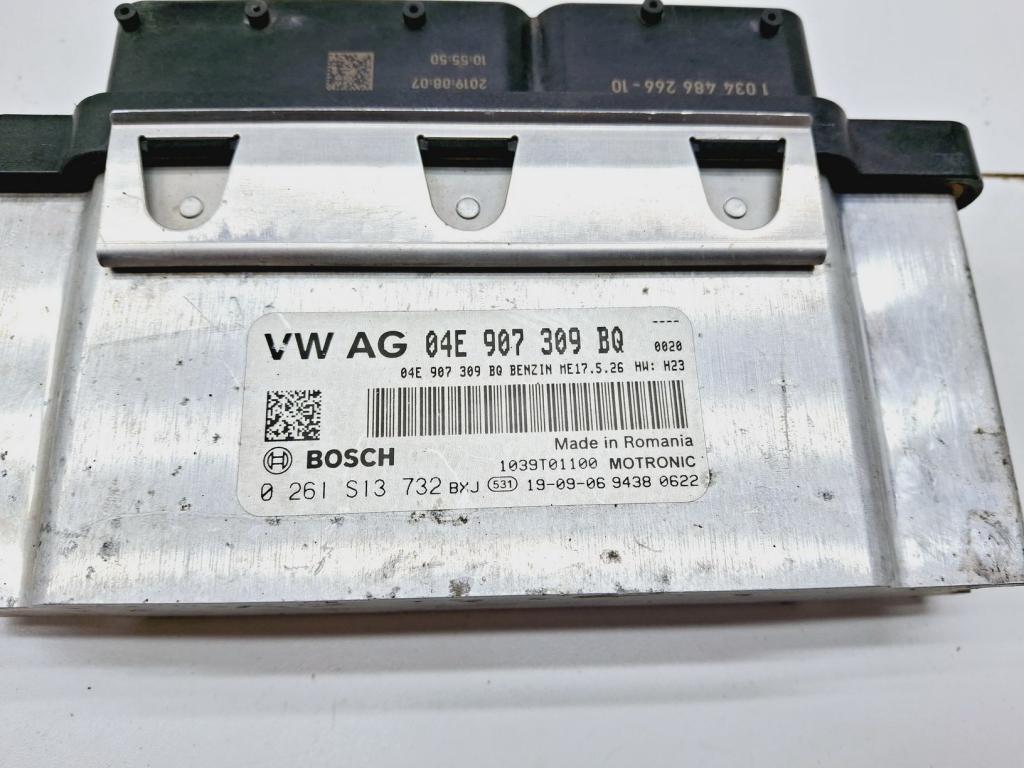 10:55:50
2019:08:07
1 034 486 266-10
VW AG 04E 907 309 BQ ----
0020
04E 907 309 BQ BENZIN ME17.5.26 HW: H23
Made in Romania
BOSCH 1039T01100 MOTRONIC
0 261 S13 732 BXJ 531 19-09-06 9438 0622